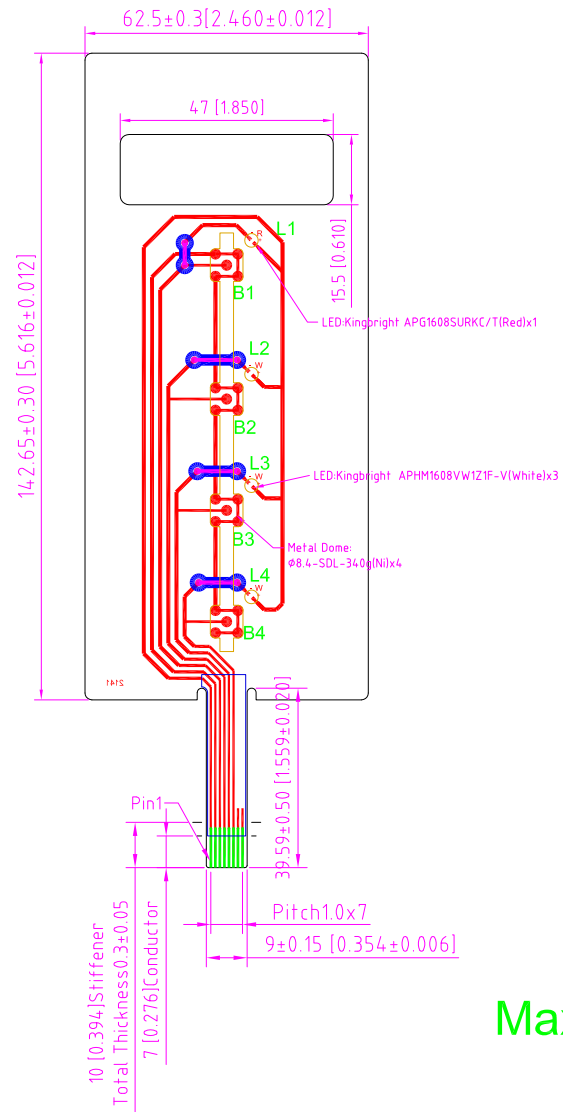 62.5±0.3[2.460±0.012]
47 [1.850]
15.5 [0.610]
142.65±0.30 [5.616±0.012]
L1
R
B1
LED:Kingbright APG1608SURKC/T(Red)x1
L2
W
B2
L3
W
LED:Kingbright APHM1608VW1Z1F-V(White)x3
B3
Metal Dome:
φ8.4-SDL-340g(Ni)x4
L4
W
B4
2141
39.59±0.50 [1.559±0.020]
Pin1
Pitch1.0x7
9±0.15 [0.354±0.006]
10 [0.394]Stiffener
Total Thickness0.3±0.05
7 [0.276]Conductor
Max